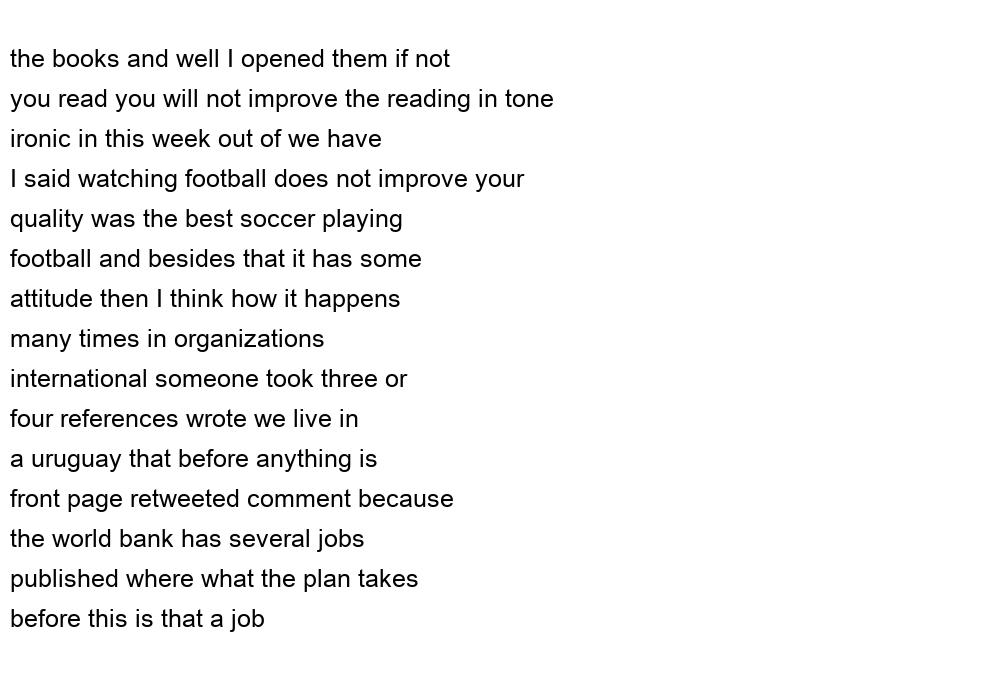 the books and well I opened them if not
you read you will not improve the reading in tone
ironic in this week out of we have
I said watching football does not improve your
quality was the best soccer playing
football and besides that it has some
attitude then I think how it happens
many times in organizations
international someone took three or
four references wrote we live in
a uruguay that before anything is
front page retweeted comment because
the world bank has several jobs
published where what the plan takes
before this is that a job